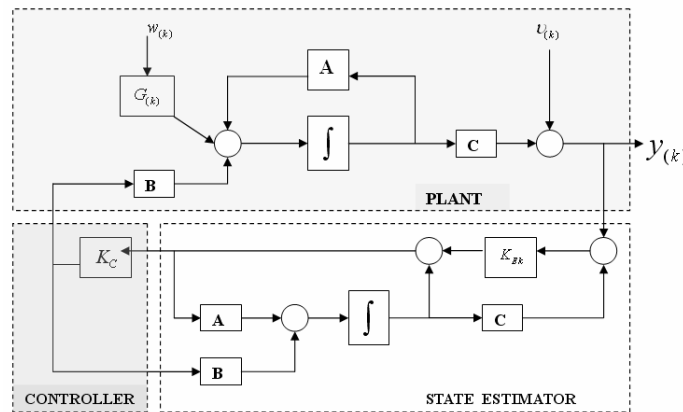 w(k)
υ(k)
A
G(k)
∫
C
y(k)
B
PLANT
K_C
K_Ek
A
∫
C
B
CONTROLLER
STATE ESTIMATOR